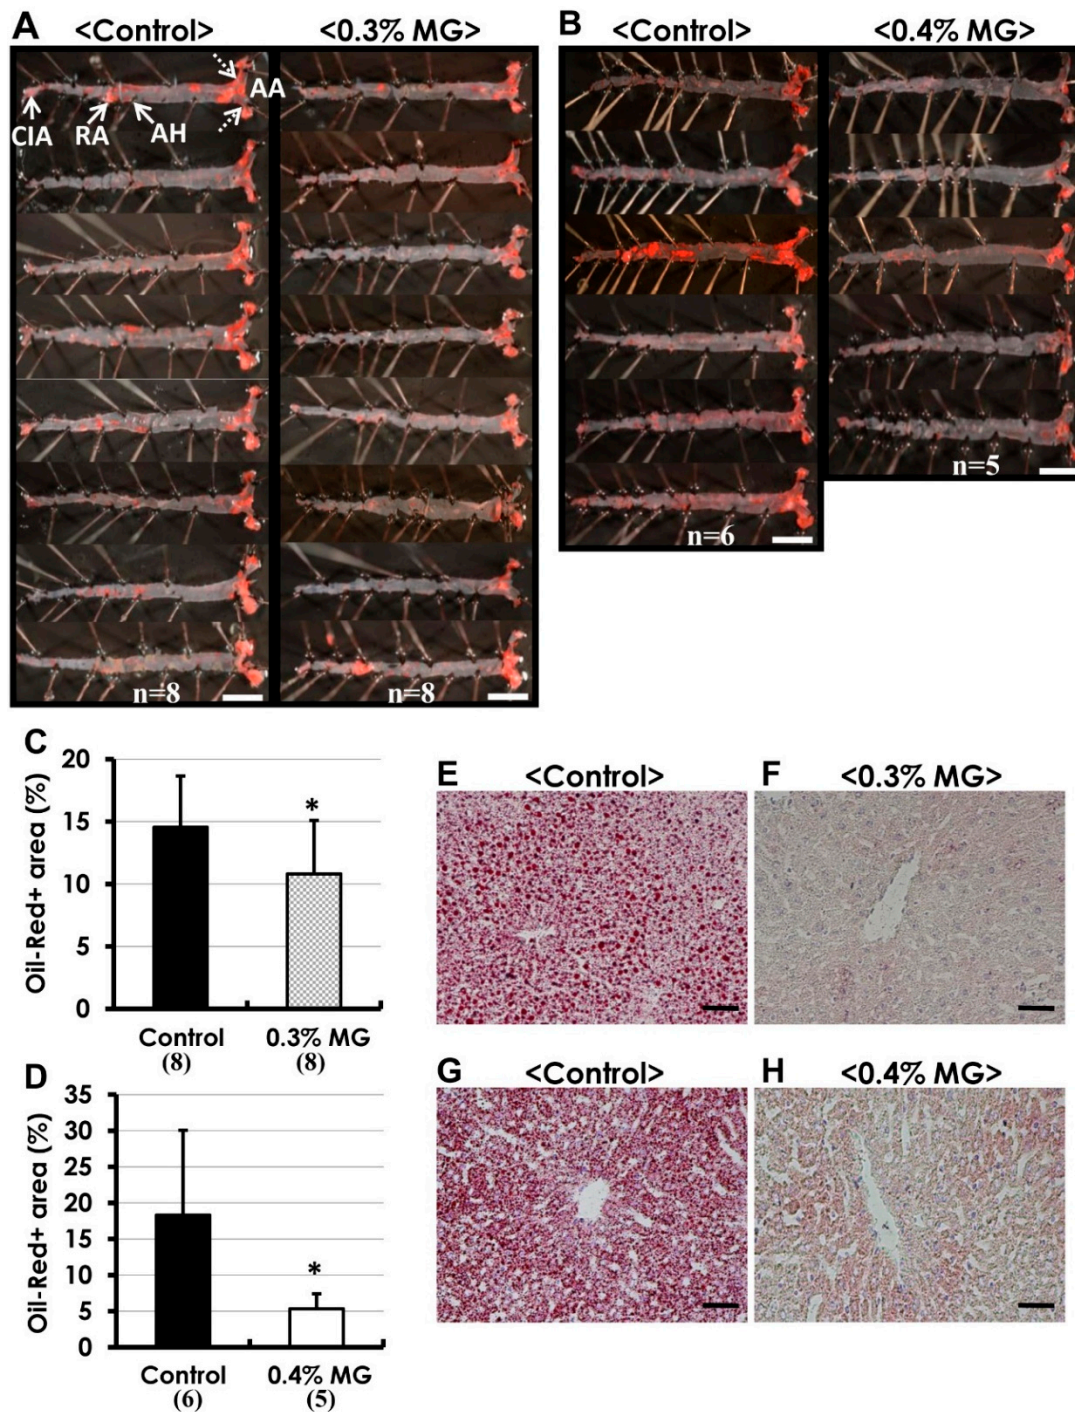 A <Control> <0.3% MG>
B <Control> <0.4% MG>
AA
CIA RA AH
n=8 n=8
n=6
n=5
C
Oil-Red+ area (%)
20
15
10
5
0
*
Control 0.3% MG
(8) (8)
D
Oil-Red+ area (%)
35
30
25
20
15
10
5
0
*
Control 0.4% MG
(6) (5)
E <Control>
F <0.3% MG>
G <Control>
H <0.4% MG>